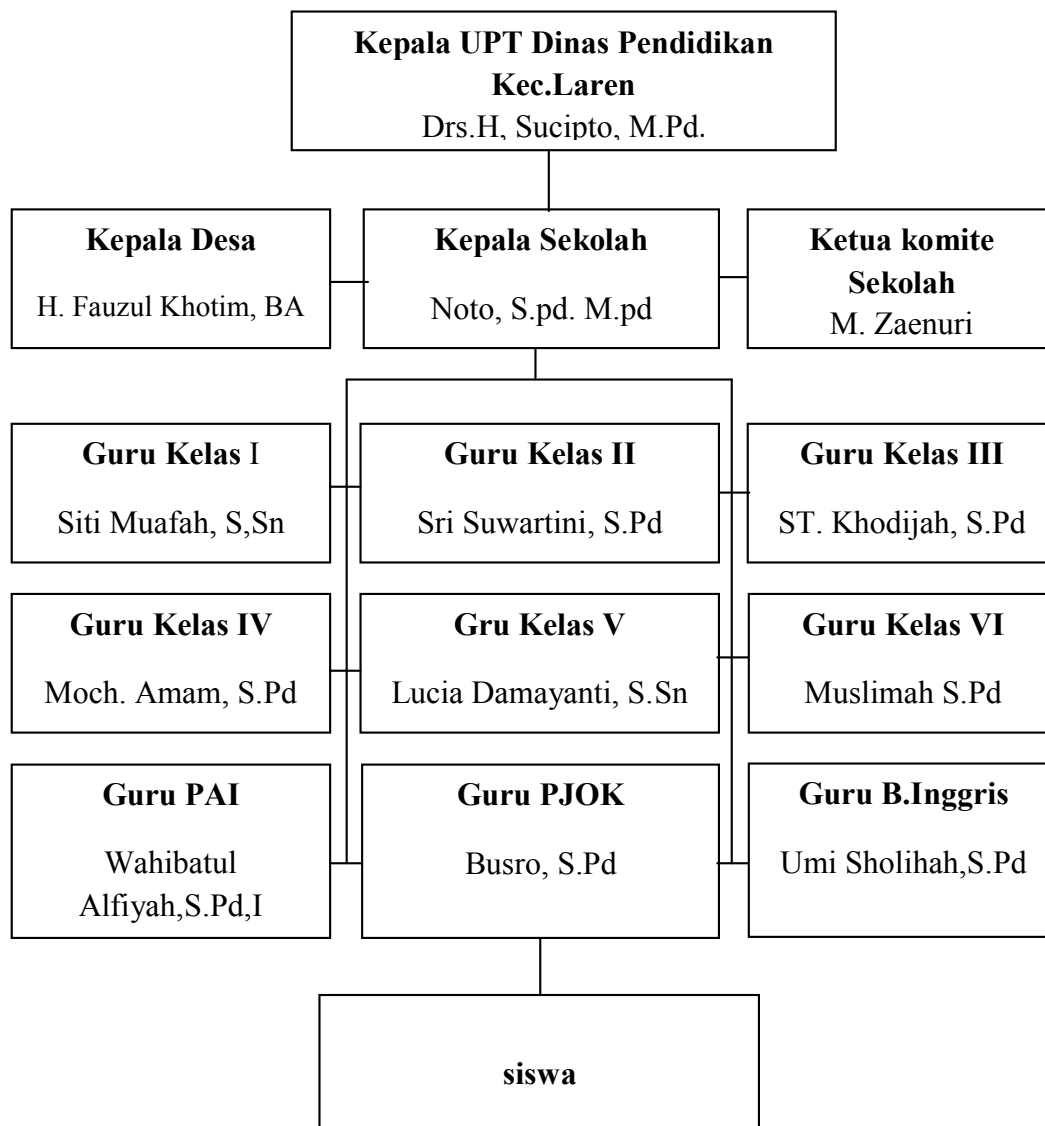 Kepala UPT Dinas Pendidikan
Kec.Laren
Drs.H, Sucipto, M.Pd.
Kepala Desa
H. Fauzul Khotim, BA
Kepala Sekolah
Noto, S.pd. M.pd
Ketua komite
Sekolah
M. Zaenuri
Guru Kelas I
Siti Muafah, S,Sn
Guru Kelas II
Sri Suwartini, S.Pd
Guru Kelas III
ST. Khodijah, S.Pd
Guru Kelas IV
Moch. Amam, S.Pd
Gru Kelas V
Lucia Damayanti, S.Sn
Guru Kelas VI
Muslimah S.Pd
Guru PAI
Wahibatul
Alfiyah,S.Pd,I
Guru PJOK
Busro, S.Pd
Guru B.Inggris
Umi Sholihah,S.Pd
siswa